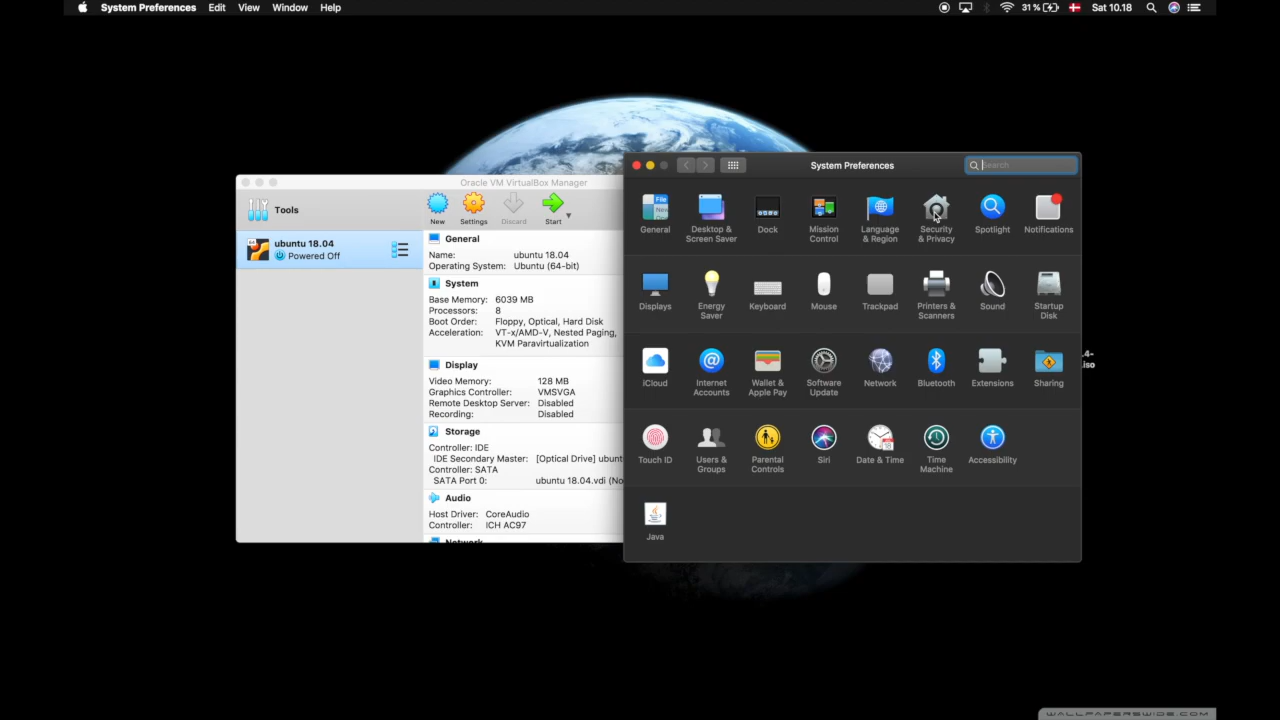 System Preferences Edit View Window Help
31% Sat 10.18
Oracle VM VirtualBox Manager
Tools
New Settings Discard Start
ubuntu 18.04
Powered Off
General
Name: ubuntu 18.04
Operating System: Ubuntu (64-bit)
System
Base Memory: 6039 MB
Processors: 8
Boot Order: Floppy, Optical, Hard Disk
Acceleration: VT-x/AMD-V, Nested Paging,
KVM Paravirtualization
Display
Video Memory: 128 MB
Graphics Controller: VMSVGA
Remote Desktop Server: Disabled
Recording: Disabled
Storage
Controller: IDE
IDE Secondary Master: [Optical Drive] ubunt
Controller: SATA
SATA Port 0: ubuntu 18.04.vdi (No
Audio
Host Driver: CoreAudio
Controller: ICH AC97
Network
System Preferences
Search
General
Desktop &
Screen Saver
Dock
Mission
Control
Language
& Region
Security
& Privacy
Spotlight
Notifications
Displays
Energy
Saver
Keyboard
Mouse
Trackpad
Printers &
Scanners
Sound
Startup
Disk
iCloud
Internet
Accounts
Wallet &
Apple Pay
Software
Update
Network
Bluetooth
Extensions
Sharing
Touch ID
Users &
Groups
Parental
Controls
Siri
Date & Time
Time
Machine
Accessibility
Java
.4-
.iso
WALLPAPERSWIDE.COM